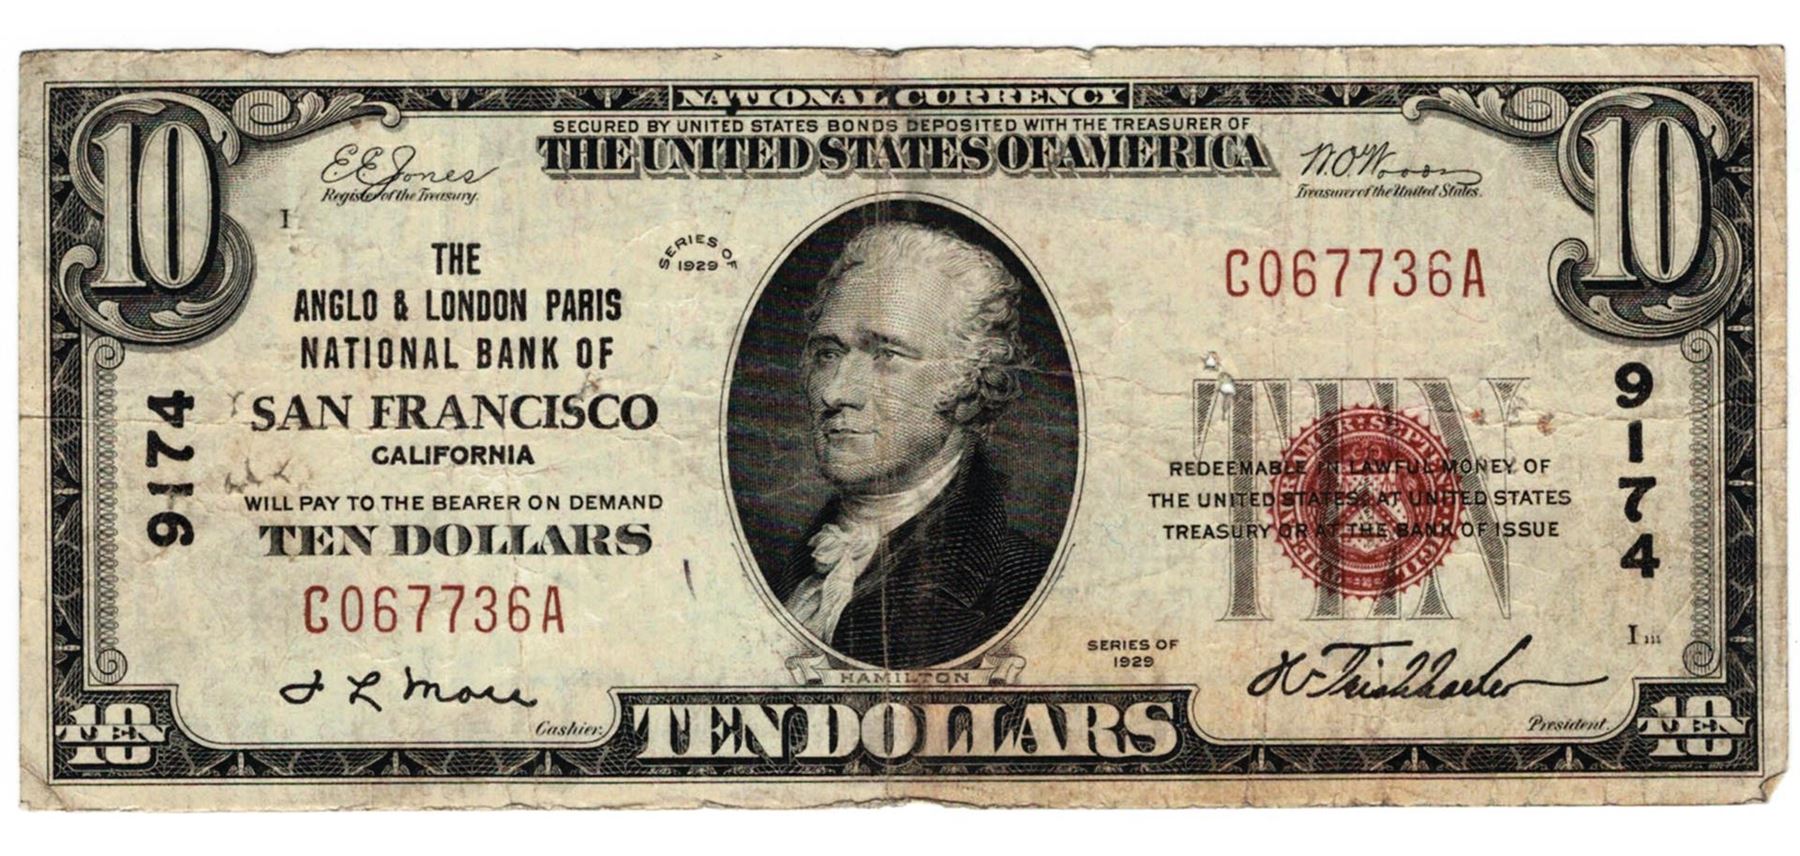 NATIONAL CURRENCY
SECURED BY UNITED STATES BONDS DEPOSITED WITH THE TREASURER OF
THE UNITED STATES OF AMERICA
10
10
E E Jones
Register of the Treasury.
W.O. Woods
Treasurer of the United States.
I
SERIES OF
1929
THE
ANGLO & LONDON PARIS
NATIONAL BANK OF
SAN FRANCISCO
CALIFORNIA
WILL PAY TO THE BEARER ON DEMAND
TEN DOLLARS
C067736A
9174
C067736A
9174
TEN
REDEEMABLE IN LAWFUL MONEY OF
THE UNITED STATES AT UNITED STATES
TREASURY OR AT THE BANK OF ISSUE
SERIES OF
1929
HAMILTON
Cashier.
President.
TEN
10
TEN DOLLARS
TEN
10